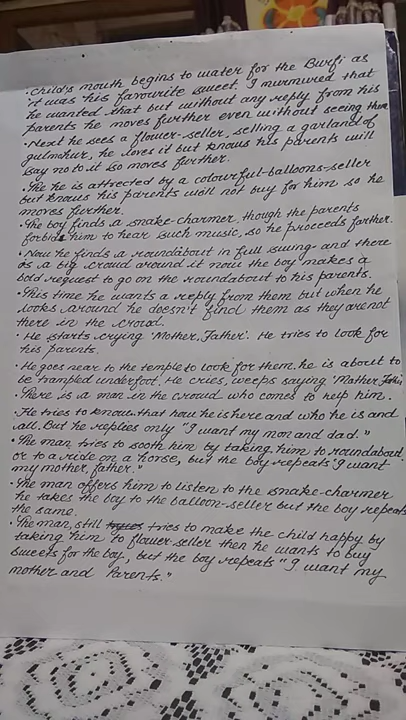 • Child's mouth begins to water for the Burfi as
it was his favourite sweet. I murmured that
he wanted that but without any reply from his
parents he moves further even without seeing them
• Next he sees a flower-seller, selling a garland of
gulmohur, he loves it but knows his parents will
say no to it so moves further.
• The he is attrected by a colourful-balloons-seller
but knows his parents will not buy for him so he
moves further.
• The boy finds a snake-charmer, though the parents
forbids him to hear such music, so he proceeds farther.
• Now he finds a roundabout in full swing and there
is a big crowd around it now the boy makes a
bold request to go on the roundabout to his parents.
• This time he wants a reply from them but when he
looks around he doesn't find them as they are not
there in the crowd.
• He starts crying 'Mother, Father'. He tries to look for
his parents.
• He goes near to the temple to look for them, he is about to
be trampled underfoot. He cries, weeps saying 'Mother, Father'
• There is a man in the crowd who comes to help him.
• He tries to know that how he is here and who he is and
all. But he replies only "I want my mon and dad."
• The man tries to sooth him by taking him to roundabout
or to a ride on a horse, but the boy repeats "I want
my mother, father."
• The man offers him to listen to the snake-charmer
he takes the boy to the balloon-seller but the boy repeats
the same.
• The man, still tries to make the child happy by
taking him to flower seller then he wants to buy
sweets for the boy, but the boy repeats "I want my
mother and Parents."